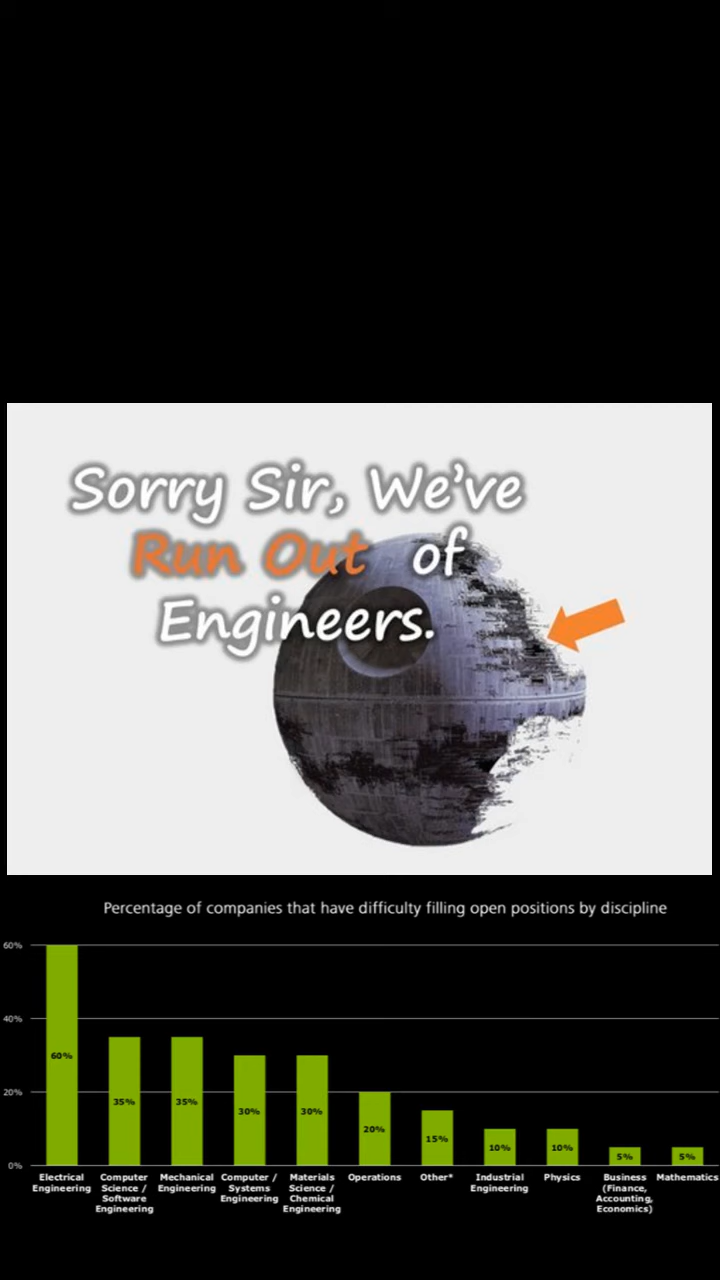 Sorry Sir, We've
Run Out of
Engineers.
Percentage of companies that have difficulty filling open positions by discipline
60%
40%
20%
0%
60%
35%
35%
30%
30%
20%
15%
10%
10%
5%
5%
Electrical
Engineering
Computer
Science /
Software
Engineering
Mechanical
Engineering
Computer /
Systems
Engineering
Materials
Science /
Chemical
Engineering
Operations
Other*
Industrial
Engineering
Physics
Business
(Finance,
Accounting,
Economics)
Mathematics